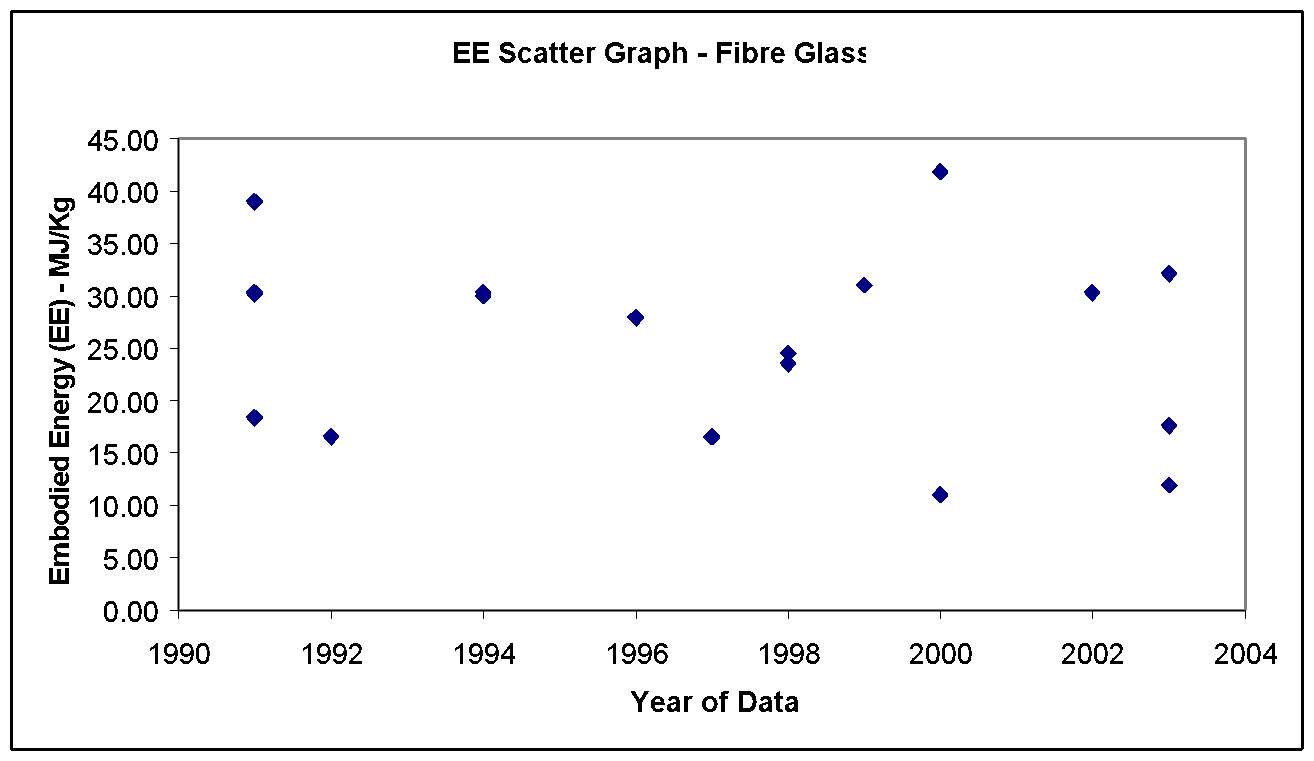 EE Scatter Graph - Fibre Glass
45.00
40.00
35.00
30.00
25.00
20.00
15.00
10.00
5.00
0.00
Embodied Energy (EE) - MJ/Kg
1990 1992 1994 1996 1998 2000 2002 2004
Year of Data